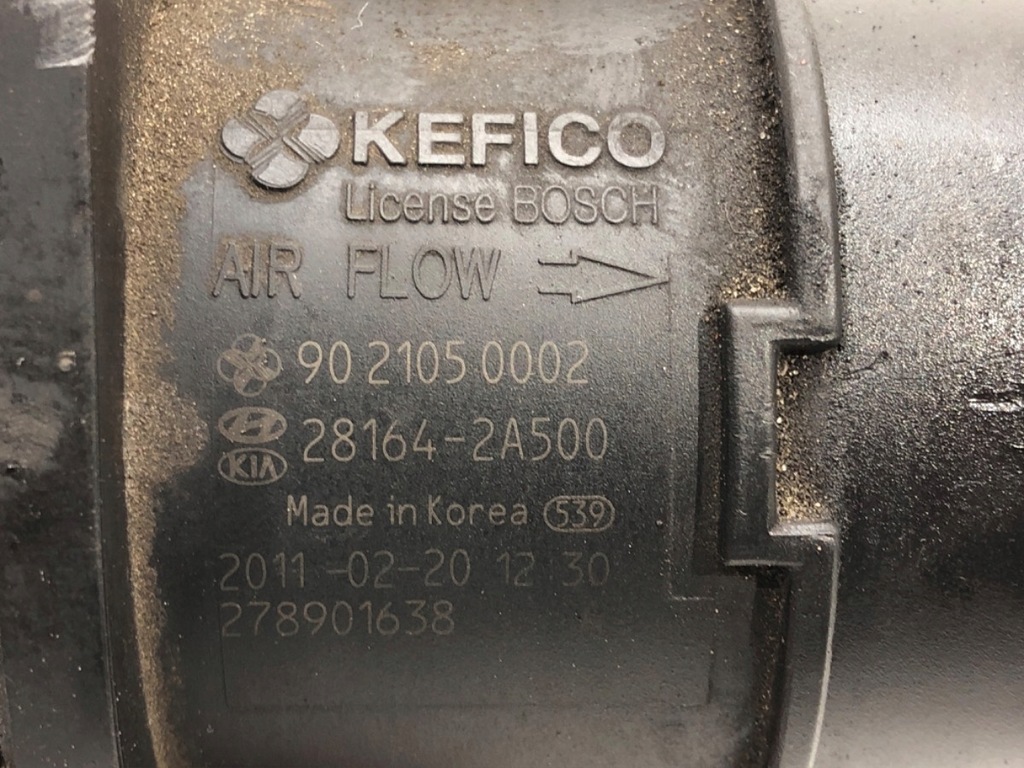 KEFICO
License BOSCH
AIR FLOW
90 2105 0002
28164-2A500
KIA
Made in Korea 539
2011-02-20 12 30
278901638